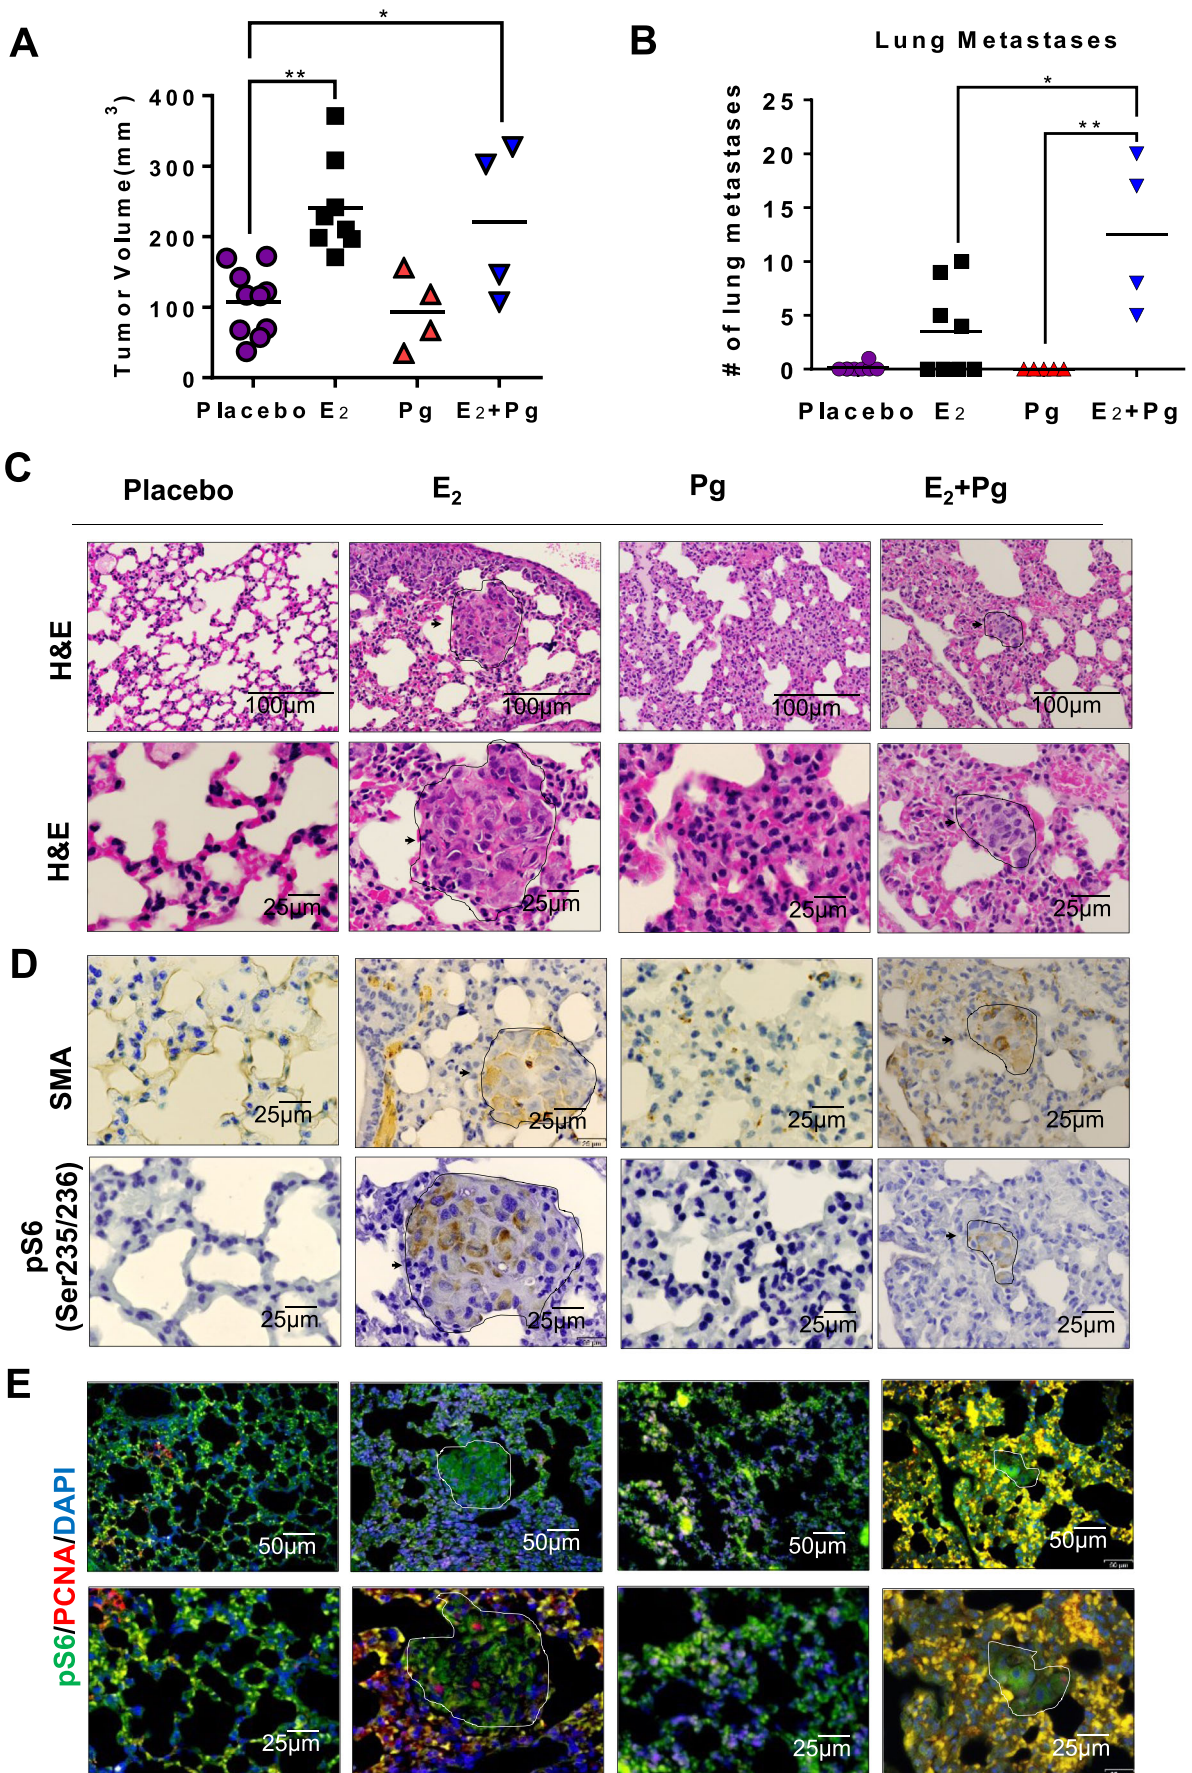 A
*
**
Tumor Volume(mm³)
400
300
200
100
0
Placebo E₂ Pg E₂+Pg
B
Lung Metastases
*
**
# of lung metastases
25
20
15
10
5
0
Placebo E₂ Pg E₂+Pg
C
Placebo E₂ Pg E₂+Pg
H&E
100µm 100µm 100µm 100µm
H&E
25µm 25µm 25µm 25µm
D
SMA
25µm 25µm 25µm 25µm
pS6
(Ser235/236)
25µm 25µm 25µm 25µm
E
pS6/PCNA/DAPI
50µm 50µm 50µm 50µm
25µm 25µm 25µm 25µm